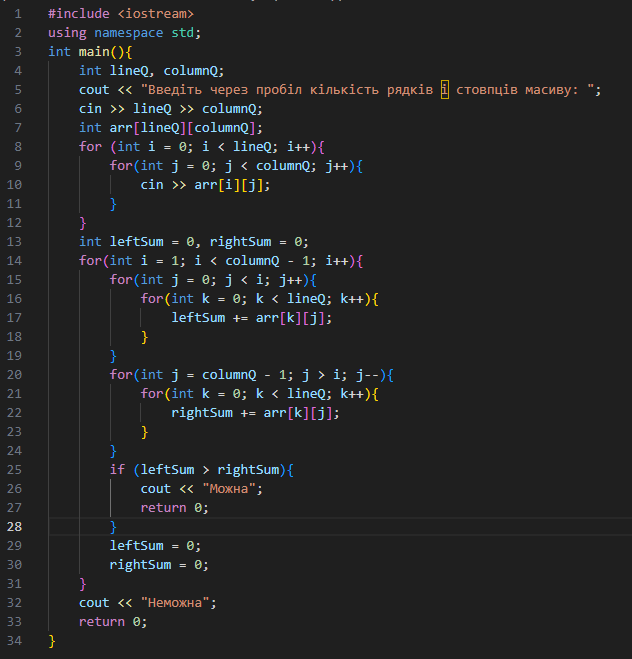 1 #include <iostream>
2 using namespace std;
3 int main(){
4     int lineQ, columnQ;
5     cout << "Введіть через пробіл кількість рядків і стовпців масиву: ";
6     cin >> lineQ >> columnQ;
7     int arr[lineQ][columnQ];
8     for (int i = 0; i < lineQ; i++){
9         for(int j = 0; j < columnQ; j++){
10             cin >> arr[i][j];
11         }
12     }
13     int leftSum = 0, rightSum = 0;
14     for(int i = 1; i < columnQ - 1; i++){
15         for(int j = 0; j < i; j++){
16             for(int k = 0; k < lineQ; k++){
17                 leftSum += arr[k][j];
18             }
19         }
20         for(int j = columnQ - 1; j > i; j--){
21             for(int k = 0; k < lineQ; k++){
22                 rightSum += arr[k][j];
23             }
24         }
25         if (leftSum > rightSum){
26             cout << "Можна";
27             return 0;
28         }
29         leftSum = 0;
30         rightSum = 0;
31     }
32     cout << "Неможна";
33     return 0;
34 }